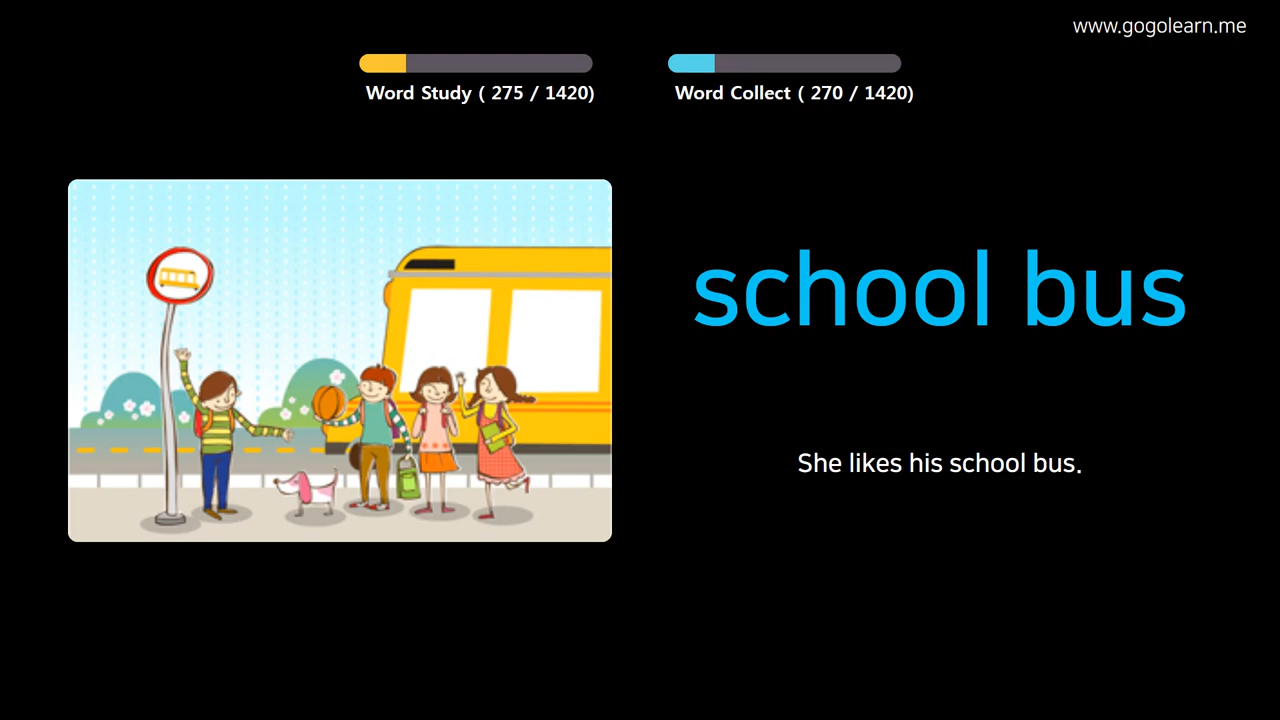 www.gogolearn.me
Word Study ( 275 / 1420)
Word Collect ( 270 / 1420)
school bus
She likes his school bus.